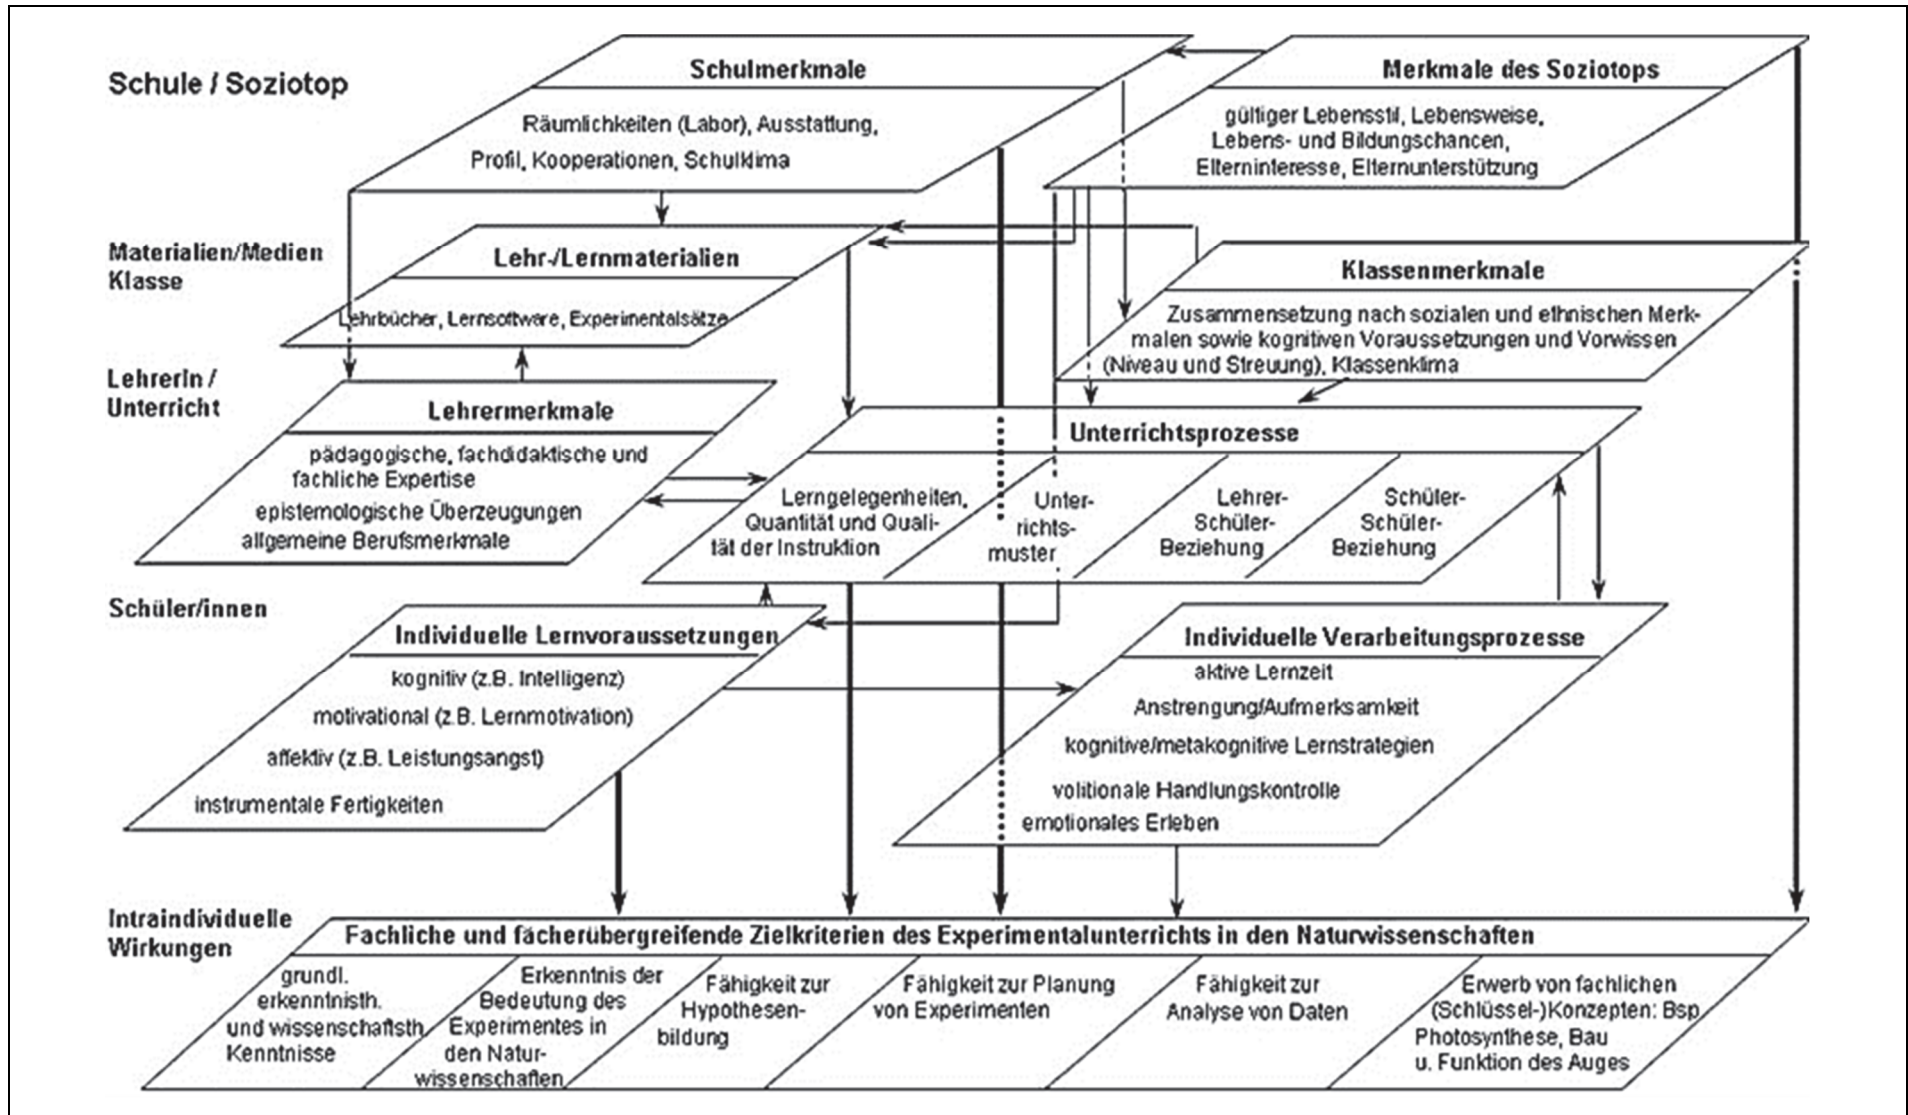 Schule / Soziotop
Schulmerkmale
Räumlichkeiten (Labor), Ausstattung,
Profil, Kooperationen, Schulklima
Merkmale des Soziotops
gültiger Lebensstil, Lebensweise,
Lebens- und Bildungschancen,
Elterninteresse, Elternunterstützung
Materialien/Medien
Klasse
Lehr-/Lernmaterialien
Lehrbücher, Lernsoftware, Experimentalsätze
Klassenmerkmale
Zusammensetzung nach sozialen und ethnischen Merk-
malen sowie kognitiven Voraussetzungen und Vorwissen
(Niveau und Streuung), Klassenklima
LehrerIn /
Unterricht
Lehrermerkmale
pädagogische, fachdidaktische und
fachliche Expertise
epistemologische Überzeugungen
allgemeine Berufsmerkmale
Unterrichtsprozesse
Lerngelegenheiten,
Quantität und Quali-
tät der Instruktion
Unter-
richts-
muster
Lehrer-
Schüler-
Beziehung
Schüler-
Schüler-
Beziehung
Schüler/innen
Individuelle Lernvoraussetzungen
kognitiv (z.B. Intelligenz)
motivational (z.B. Lernmotivation)
affektiv (z.B. Leistungsangst)
instrumentale Fertigkeiten
Individuelle Verarbeitungsprozesse
aktive Lernzeit
Anstrengung/Aufmerksamkeit
kognitive/metakognitive Lernstrategien
volitionale Handlungskontrolle
emotionales Erleben
Intraindividuelle
Wirkungen
Fachliche und fächerübergreifende Zielkriterien des Experimentalunterrichts in den Naturwissenschaften
grundl.
erkenntnisth.
und wissenschaftsth.
Kenntnisse
Erkenntnis der
Bedeutung des
Experimentes in
den Natur-
wissenschaften
Fähigkeit zur
Hypothesen-
bildung
Fähigkeit zur Planung
von Experimenten
Fähigkeit zur
Analyse von Daten
Erwerb von fachlichen
(Schlüssel-)Konzepten: Bsp.
Photosynthese, Bau
u. Funktion des Auges